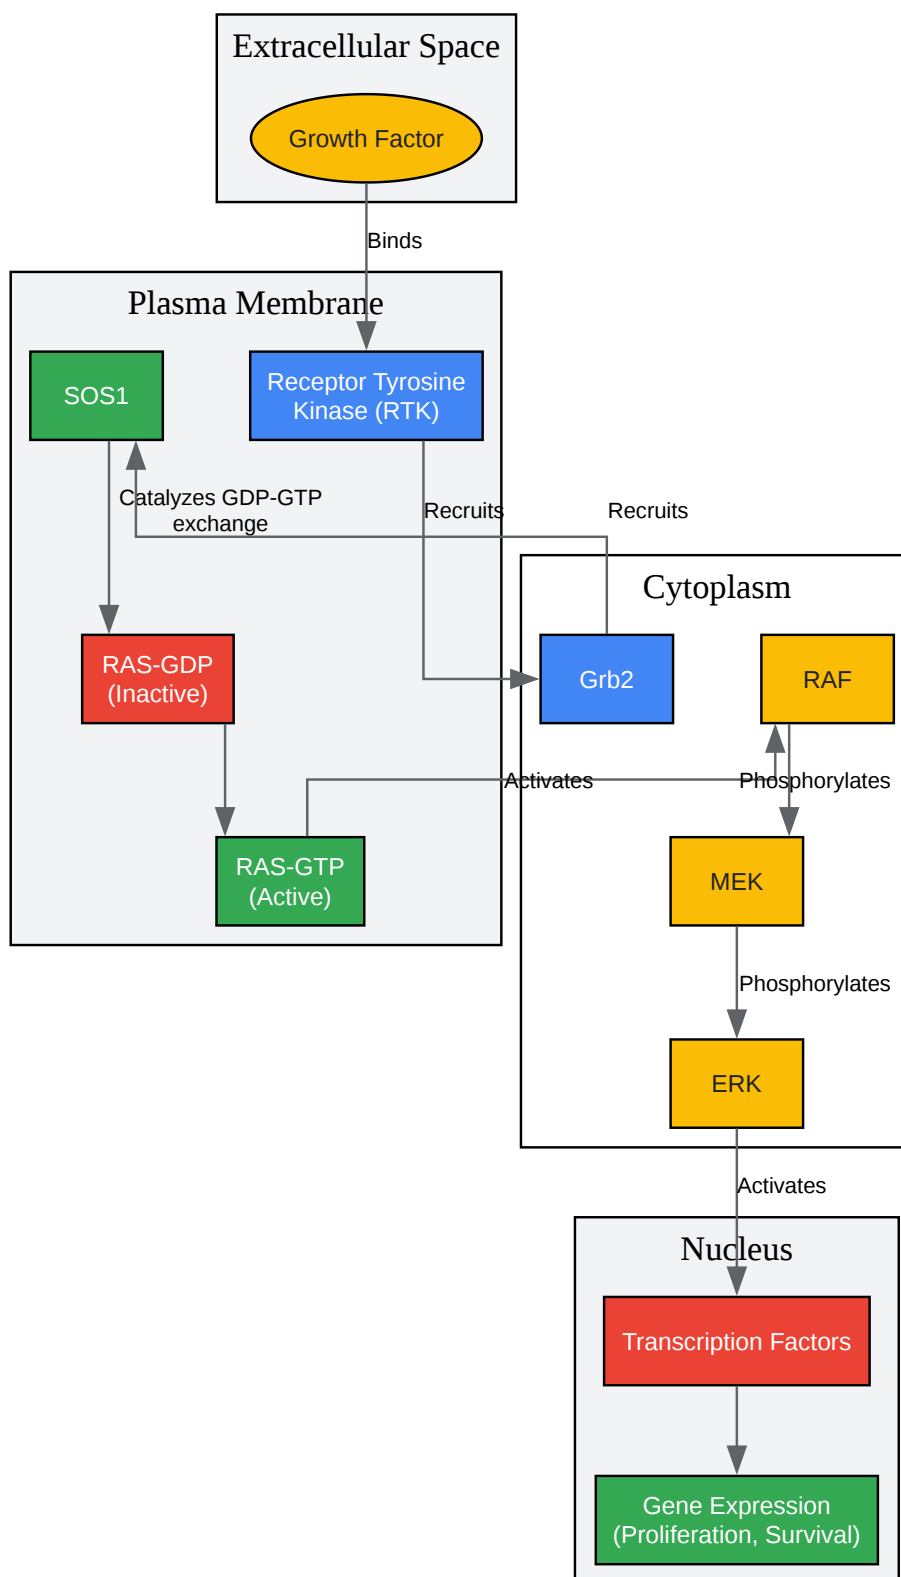 Extracellular Space
Growth Factor
Binds
Plasma Membrane
SOS1
Receptor Tyrosine
Kinase (RTK)
Catalyzes GDP-GTP
exchange
Recruits
Recruits
Cytoplasm
RAS-GDP
(Inactive)
Grb2
RAF
Activates
Phosphorylates
RAS-GTP
(Active)
MEK
Phosphorylates
ERK
Activates
Nucleus
Transcription Factors
Gene Expression
(Proliferation, Survival)